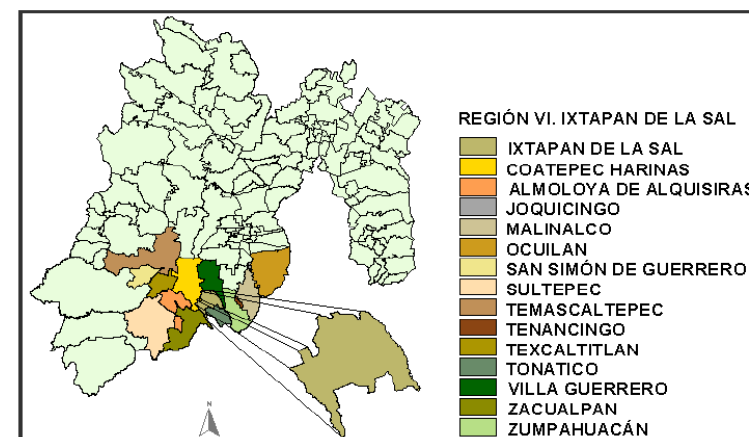 REGIÓN VI. IXTAPAN DE LA SAL
IXTAPAN DE LA SAL
COATEPEC HARINAS
ALMOLOYA DE ALQUISIRAS
JOQUICINGO
MALINALCO
OCUILAN
SAN SIMÓN DE GUERRERO
SULTEPEC
TEMASCALTEPEC
TENANCINGO
TEXCALTITLAN
TONATICO
VILLA GUERRERO
ZACUALPAN
ZUMPAHUACÁN